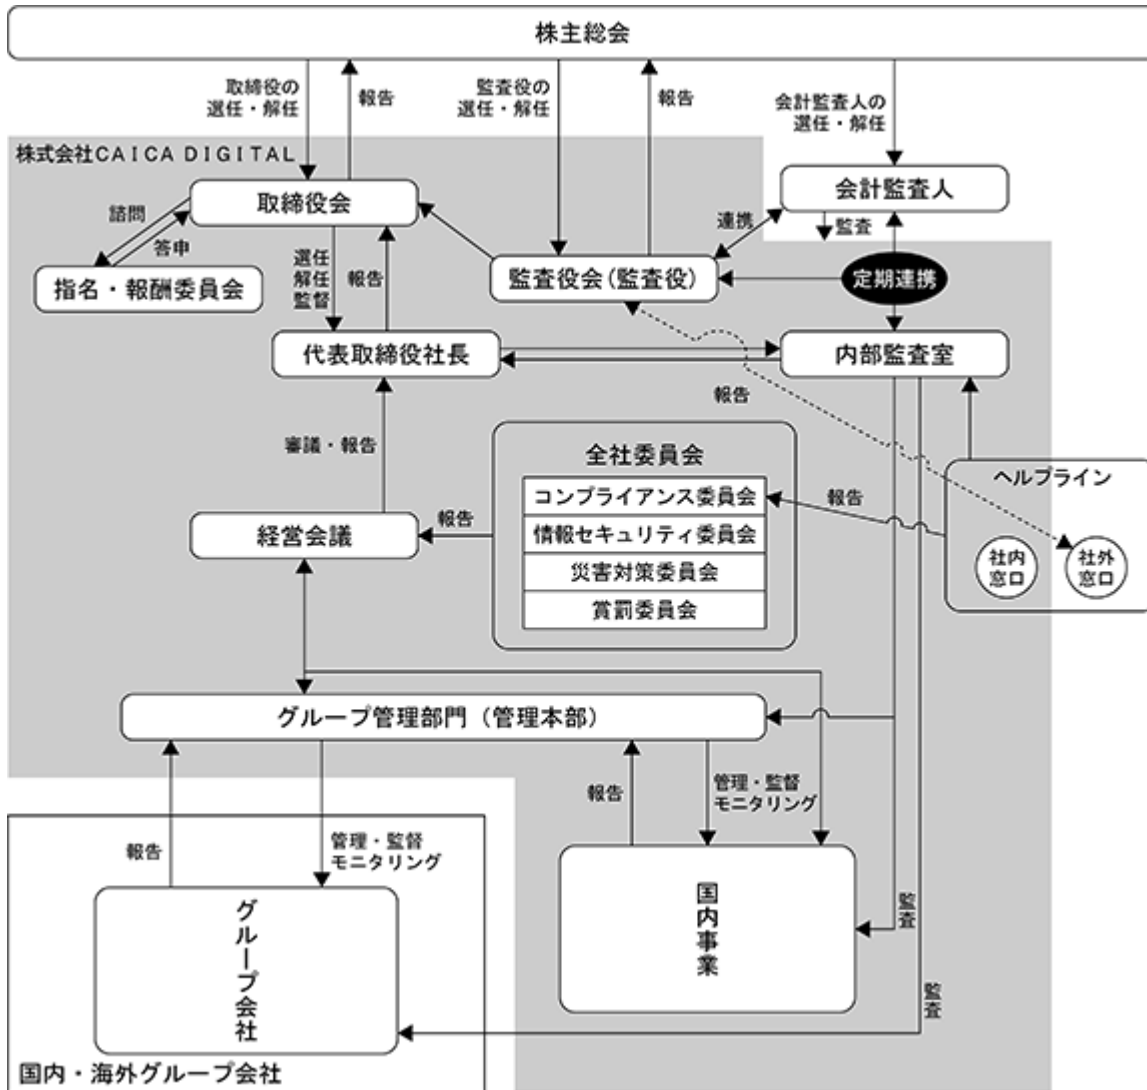 株主総会
取締役の
選任・解任
報告
監査役の
選任・解任
報告
会計監査人の
選任・解任
株式会社CAICA DIGITAL
取締役会
会計監査人
諮問
答申
連携
監査
指名・報酬委員会
選任
解任
監督
報告
監査役会(監査役)
定期連携
代表取締役社長
内部監査室
報告
審議・報告
全社委員会
コンプライアンス委員会
情報セキュリティ委員会
災害対策委員会
賞罰委員会
報告
ヘルプライン
報告
社内
窓口
社外
窓口
経営会議
グループ管理部門(管理本部)
報告
管理・監督
モニタリング
報告
管理・監督
モニタリング
グループ会社
国内事業
監査
監査
国内・海外グループ会社